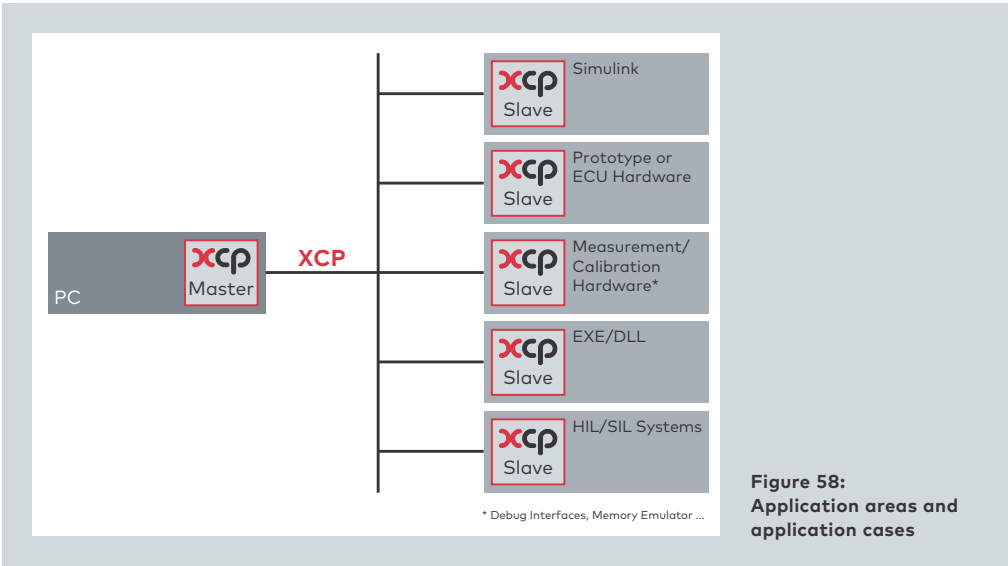 xcp
Slave
Simulink
xcp
Slave
Prototype or
ECU Hardware
PC
xcp
Master
XCP
xcp
Slave
Measurement/
Calibration
Hardware*
xcp
Slave
EXE/DLL
xcp
Slave
HIL/SIL Systems
* Debug Interfaces, Memory Emulator ...
Figure 58:
Application areas and
application cases